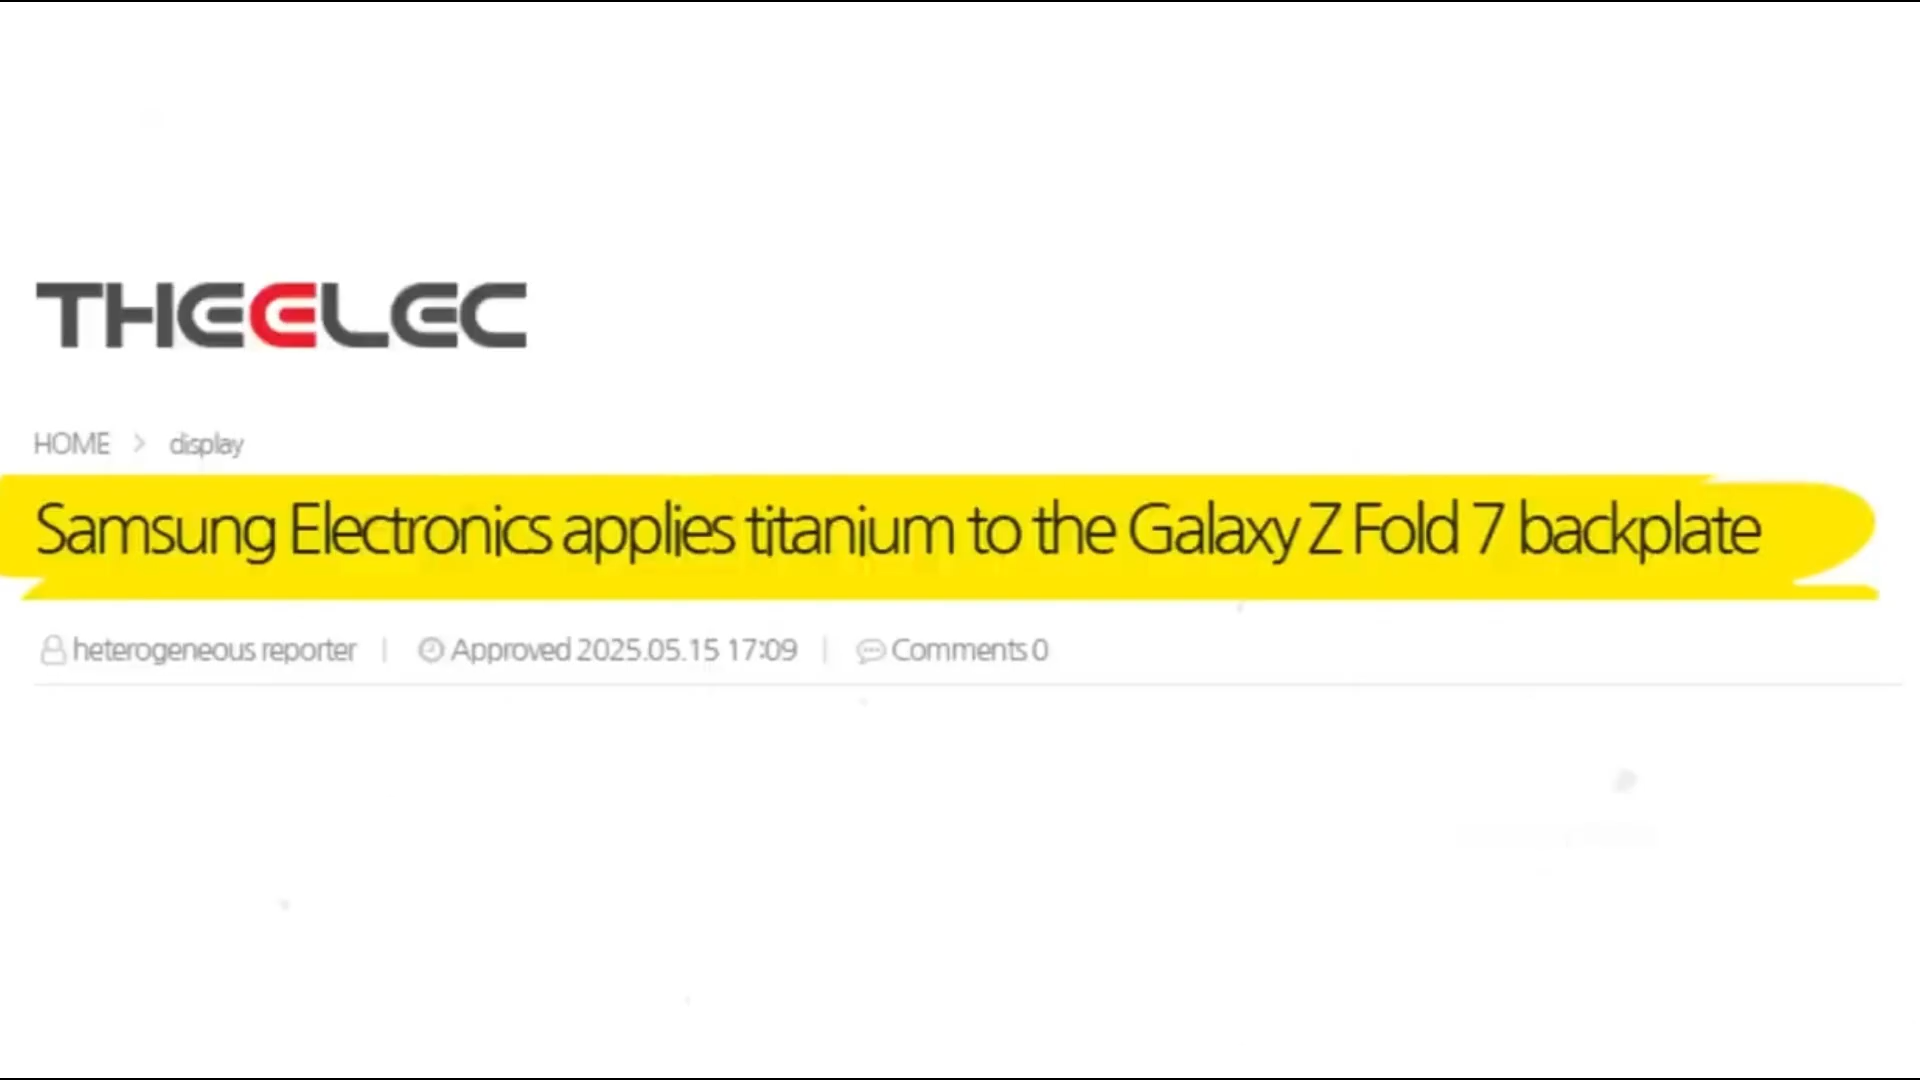 THEELEC
HOME > display
Samsung Electronics applies titanium to the Galaxy Z Fold 7 backplate
heterogeneous reporter | Approved 2025.05.15 17:09 | Comments 0